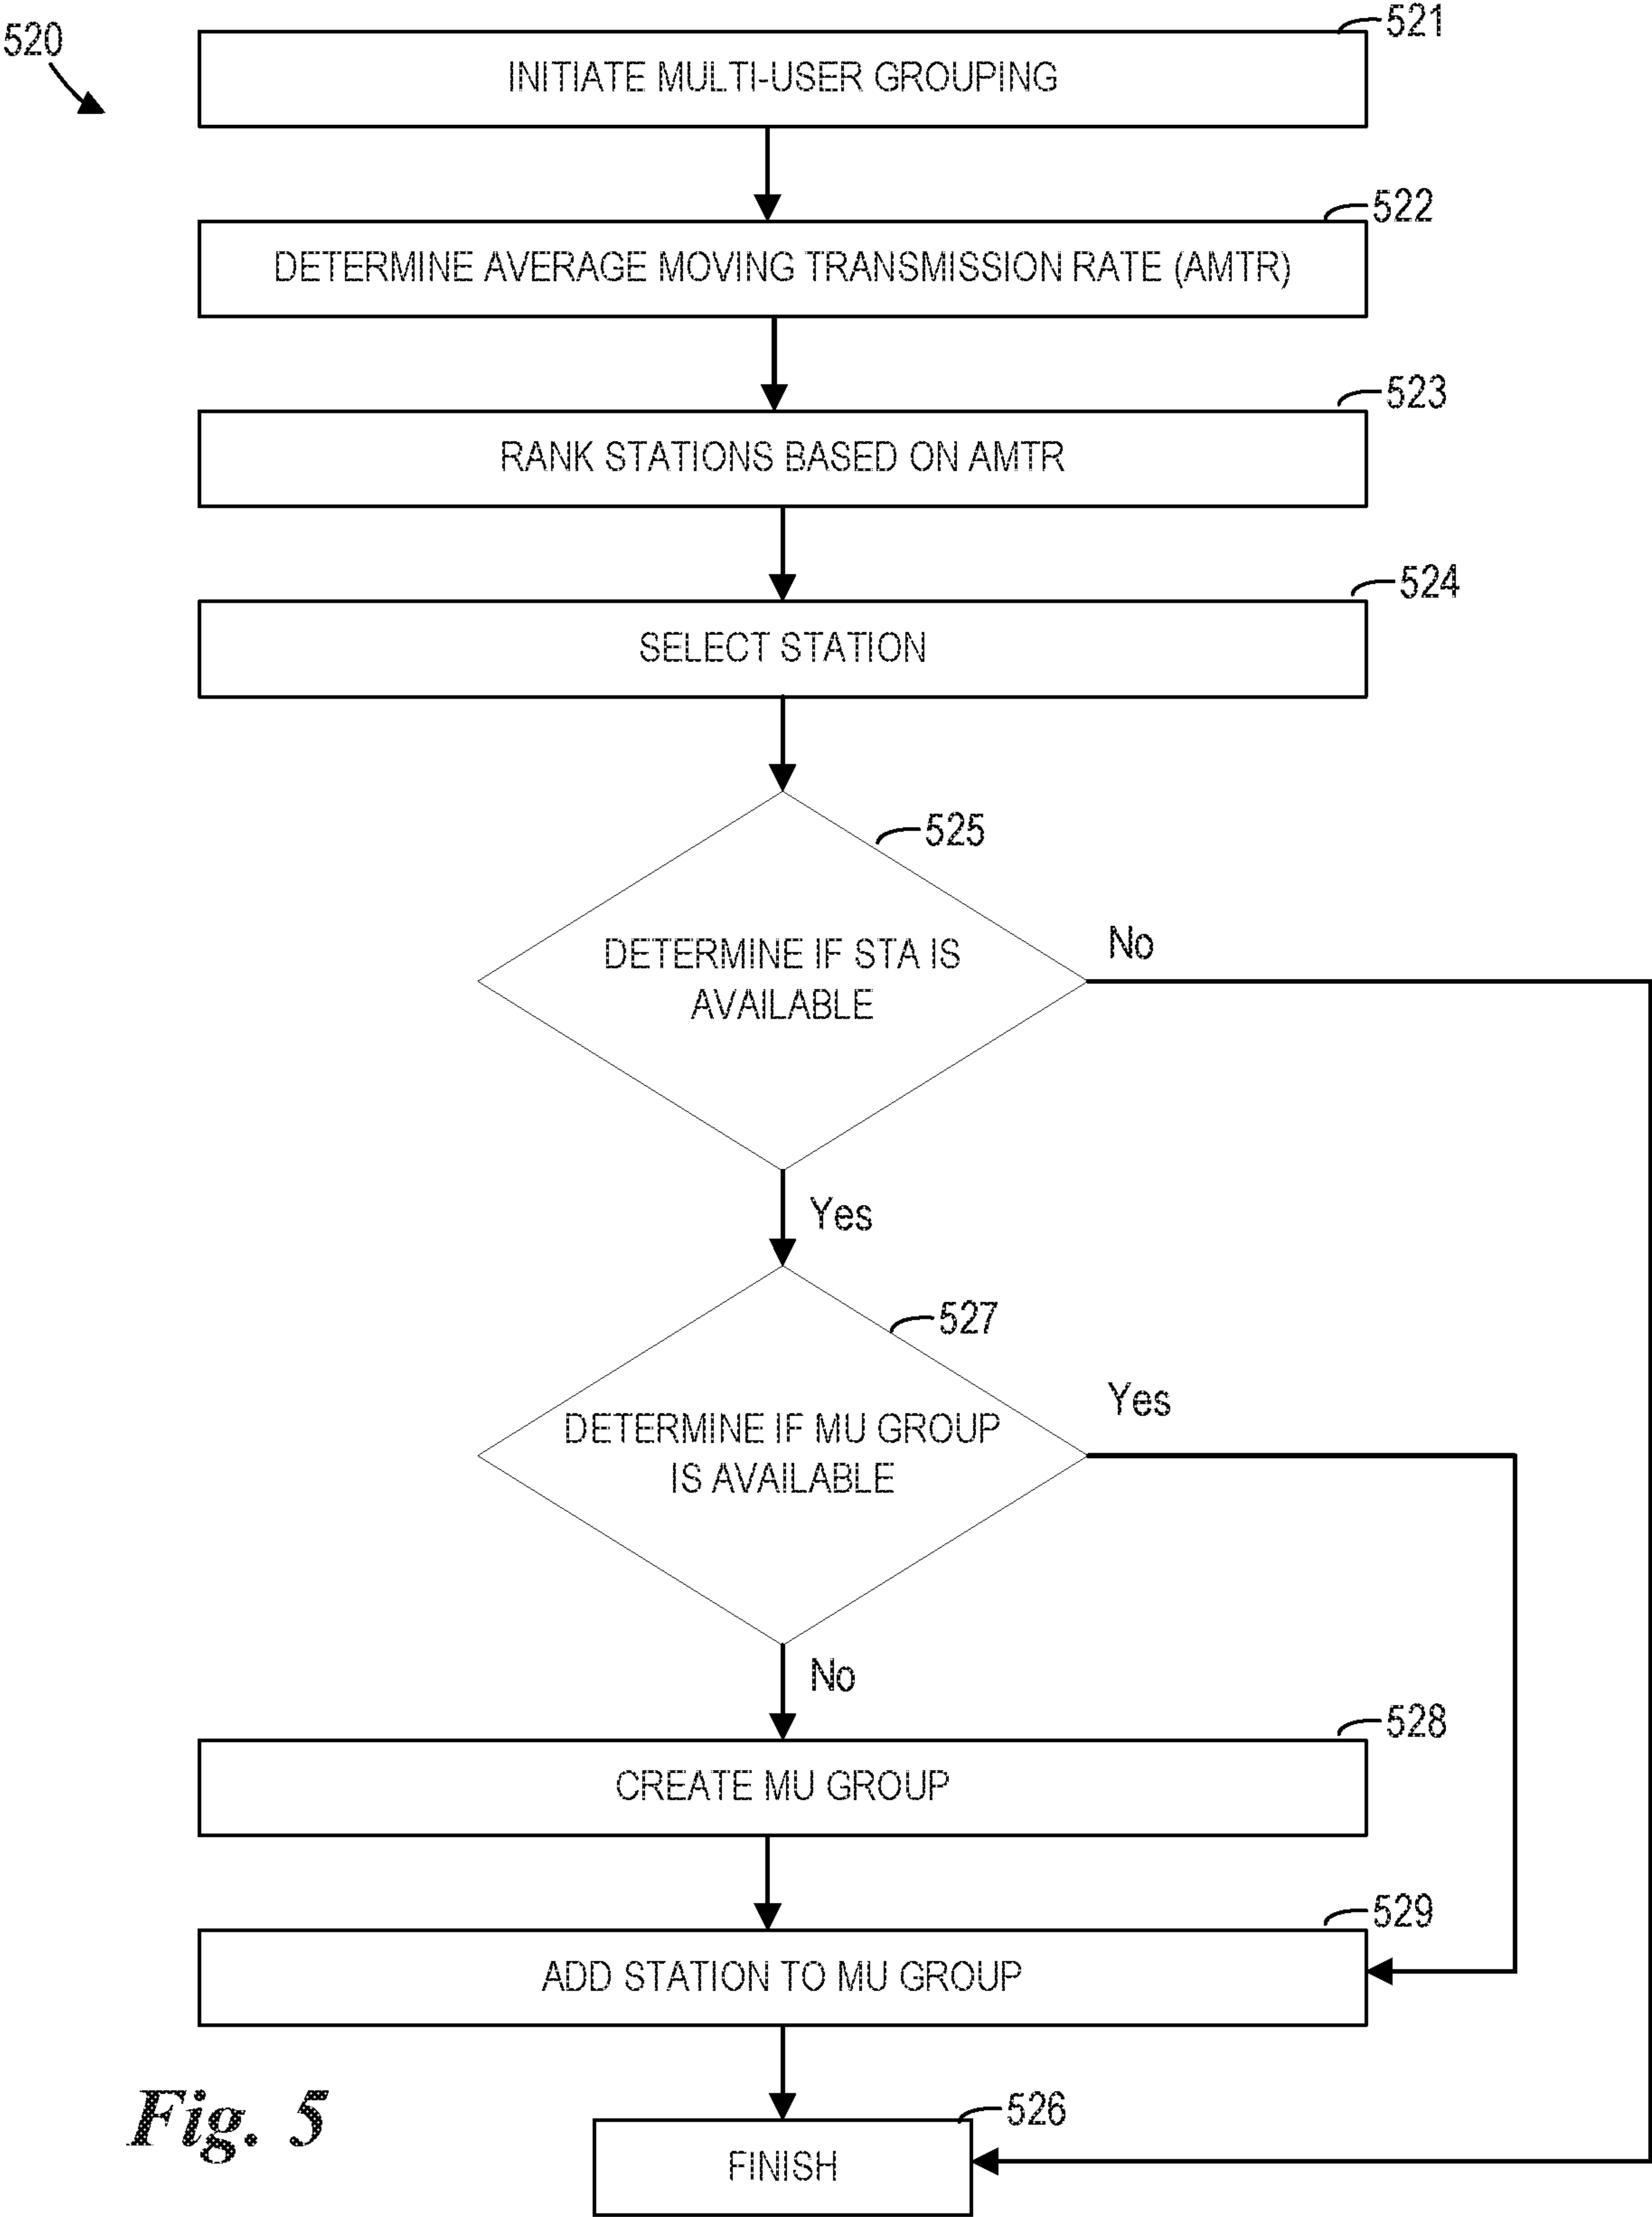 520
521
INITIATE MULTI-USER GROUPING
522
DETERMINE AVERAGE MOVING TRANSMISSION RATE (AMTR)
523
RANK STATIONS BASED ON AMTR
524
SELECT STATION
525
DETERMINE IF STA IS
AVAILABLE
No
Yes
527
DETERMINE IF MU GROUP
IS AVAILABLE
Yes
No
528
CREATE MU GROUP
529
ADD STATION TO MU GROUP
526
FINISH
Fig. 5